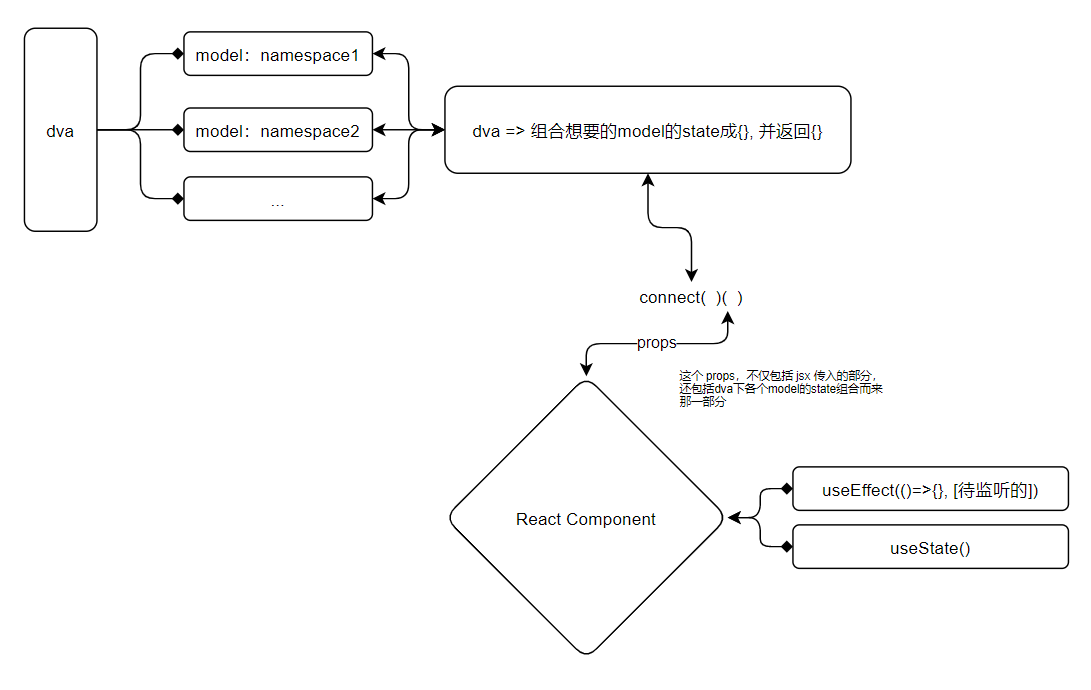 dva
model：namespace1
model：namespace2
...
dva => 组合想要的model的state成{}, 并返回{}
connect(  )(  )
props
这个 props，不仅包括 jsx 传入的部分，
还包括dva下各个model的state组合而来
那一部分
React Component
useEffect(()=>{}, [待监听的])
useState()